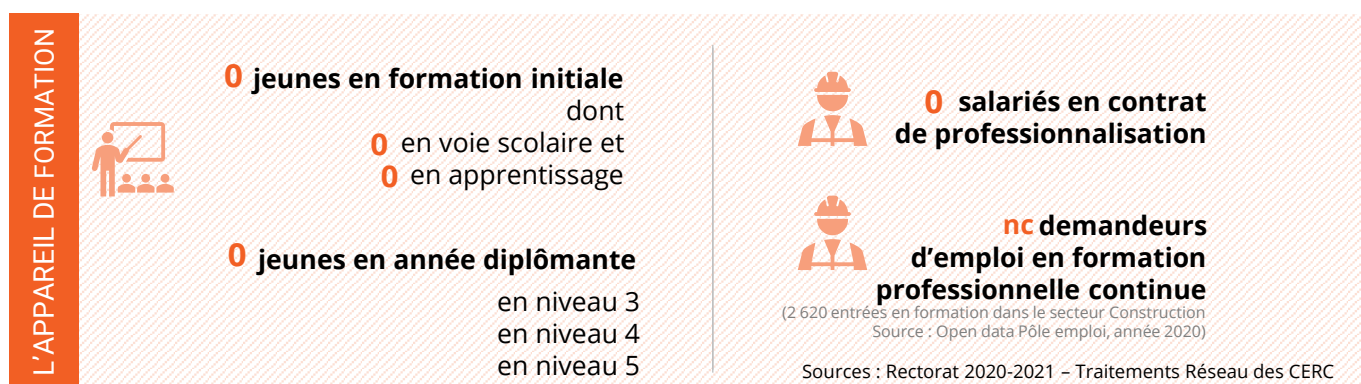 L'APPAREIL DE FORMATION
0 jeunes en formation initiale
dont
0 en voie scolaire et
0 en apprentissage
0 jeunes en année diplômante
en niveau 3
en niveau 4
en niveau 5
0 salariés en contrat
de professionnalisation
nc demandeurs
d’emploi en formation
professionnelle continue
(2 620 entrées en formation dans le secteur Construction
Source : Open data Pôle emploi, année 2020)
Sources : Rectorat 2020-2021 – Traitements Réseau des CERC